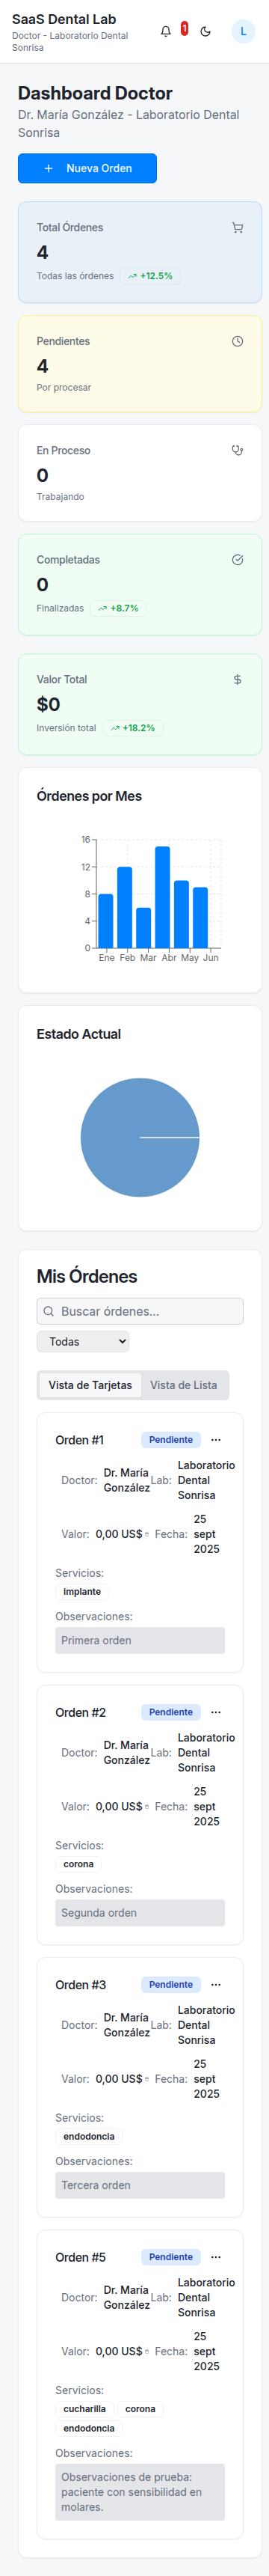 SaaS Dental Lab
Doctor - Laboratorio Dental
Sonrisa
1
L
Dashboard Doctor
Dr. María González - Laboratorio Dental
Sonrisa
Nueva Orden
Total Órdenes
4
Todas las órdenes +12.5%
Pendientes
4
Por procesar
En Proceso
0
Trabajando
Completadas
0
Finalizadas +8.7%
Valor Total
$0
Inversión total +18.2%
Órdenes por Mes
16
12
8
4
0
Ene Feb Mar Abr May Jun
Estado Actual
Mis Órdenes
Buscar órdenes...
Todas
Vista de Tarjetas Vista de Lista
Orden #1 Pendiente
Doctor: Dr. María González Lab: Laboratorio Dental Sonrisa
Valor: 0,00 US$ Fecha: 25 sept 2025
Servicios:
implante
Observaciones:
Primera orden
Orden #2 Pendiente
Doctor: Dr. María González Lab: Laboratorio Dental Sonrisa
Valor: 0,00 US$ Fecha: 25 sept 2025
Servicios:
corona
Observaciones:
Segunda orden
Orden #3 Pendiente
Doctor: Dr. María González Lab: Laboratorio Dental Sonrisa
Valor: 0,00 US$ Fecha: 25 sept 2025
Servicios:
endodoncia
Observaciones:
Tercera orden
Orden #5 Pendiente
Doctor: Dr. María González Lab: Laboratorio Dental Sonrisa
Valor: 0,00 US$ Fecha: 25 sept 2025
Servicios:
cucharilla corona
endodoncia
Observaciones:
Observaciones de prueba:
paciente con sensibilidad en
molares.